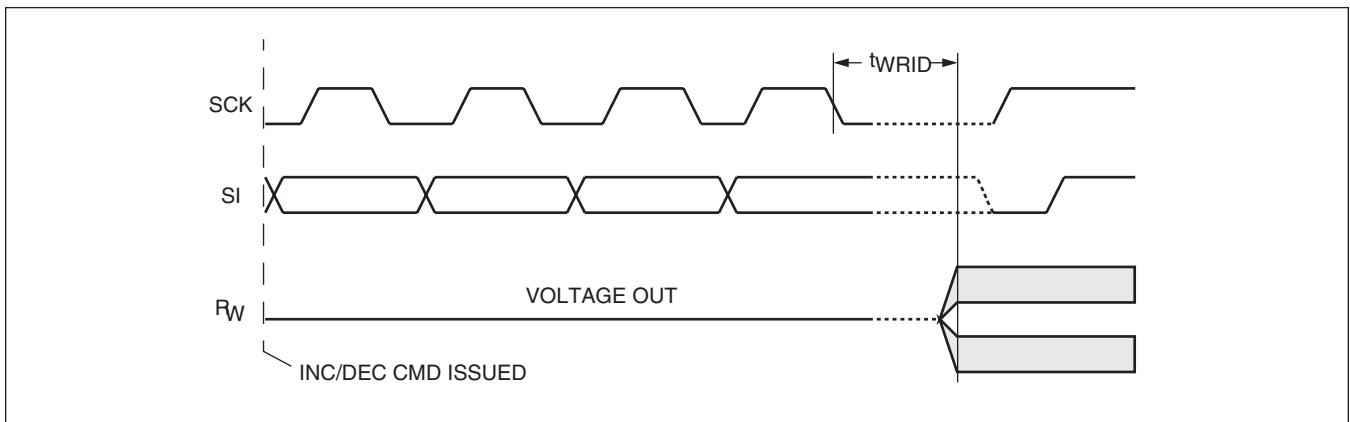 tWRID
SCK
SI
VOLTAGE OUT
RW
INC/DEC CMD ISSUED